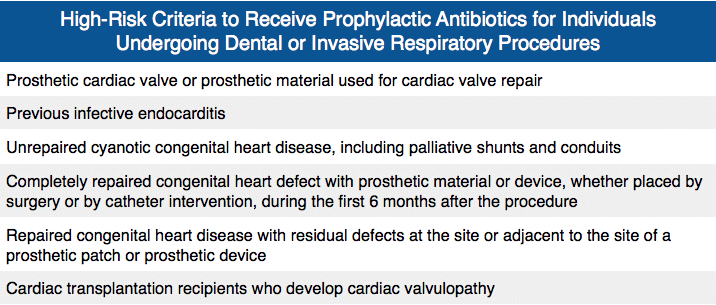 High-Risk Criteria to Receive Prophylactic Antibiotics for Individuals
Undergoing Dental or Invasive Respiratory Procedures
Prosthetic cardiac valve or prosthetic material used for cardiac valve repair
Previous infective endocarditis
Unrepaired cyanotic congenital heart disease, including palliative shunts and conduits
Completely repaired congenital heart defect with prosthetic material or device, whether placed by
surgery or by catheter intervention, during the first 6 months after the procedure
Repaired congenital heart disease with residual defects at the site or adjacent to the site of a
prosthetic patch or prosthetic device
Cardiac transplantation recipients who develop cardiac valvulopathy